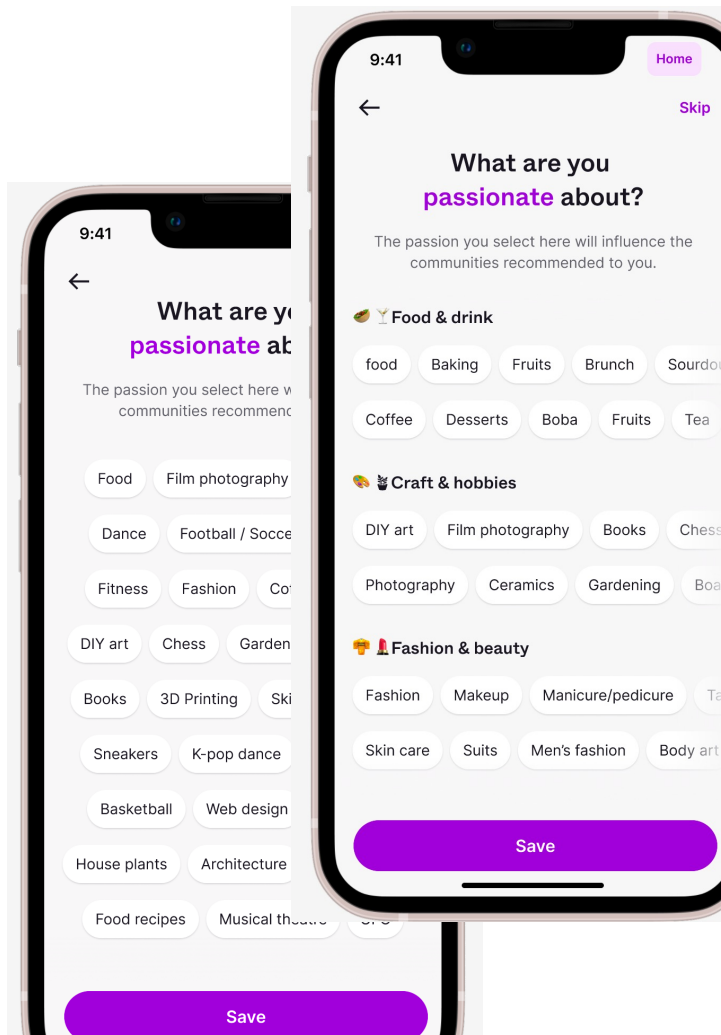 9:41
Home
Skip
What are you
passionate about?
The passion you select here will influence the
communities recommended to you.
Food & drink
food Baking Fruits Brunch
Coffee Desserts Boba Fruits Tea
Craft & hobbies
DIY art Film photography Books Chess
Photography Ceramics Gardening
Fashion & beauty
Fashion Makeup Manicure/pedicure
Skin care Suits Men's fashion Body art
Save
9:41
What are
passionate
The passion you select here
communities
Food Film photography
Dance Football /
Fitness Fashion
DIY art Chess
Books 3D Printing
Sneakers K-pop dance
Basketball Web design
House plants Architecture
Food recipes Musical
Save